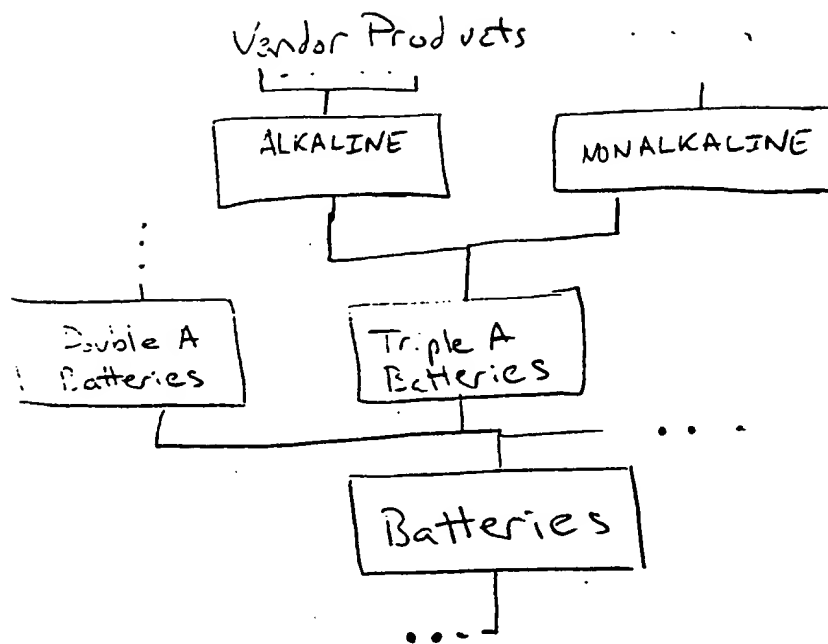 Vendor Products
ALKALINE
NONALKALINE
Double A
Batteries
Triple A
Batteries
Batteries